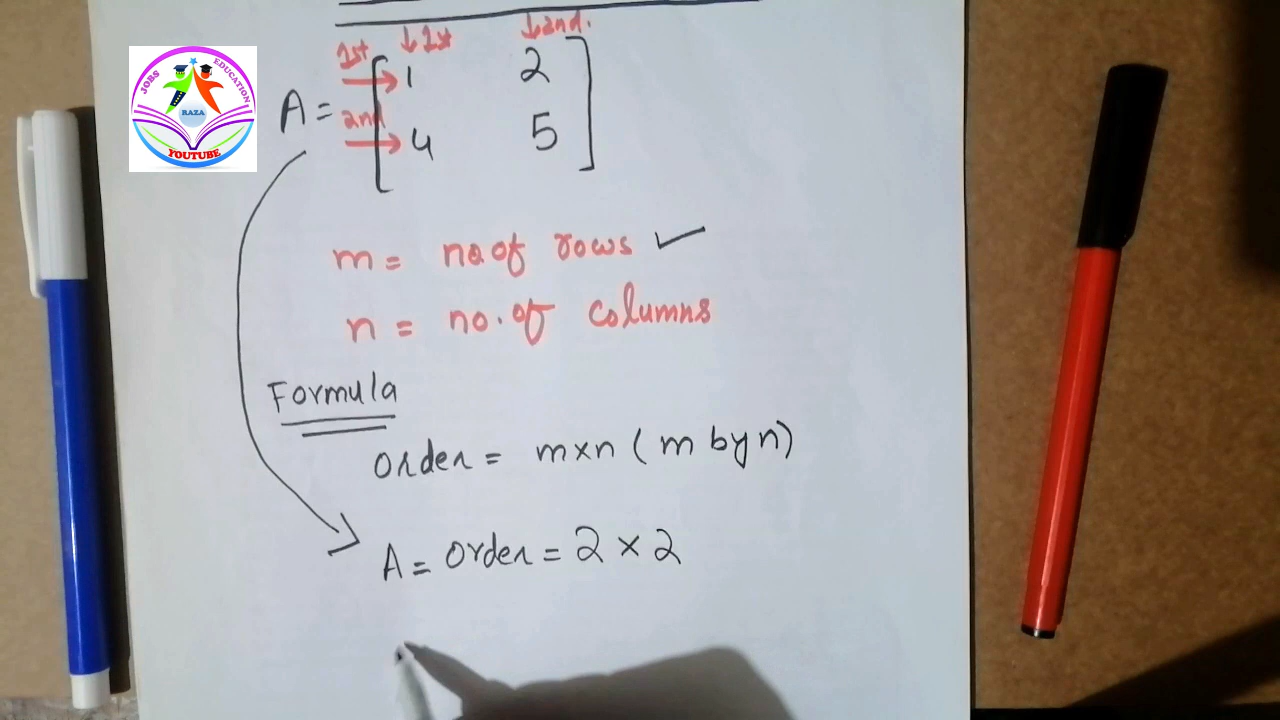 1st 1st 2nd.
A = 1 2
2nd
4 5
m = no. of rows
n = no. of columns
Formula
order = m×n ( m by n )
A = order = 2 × 2
JOBS EDUCATION
RAZA
YOUTUBE